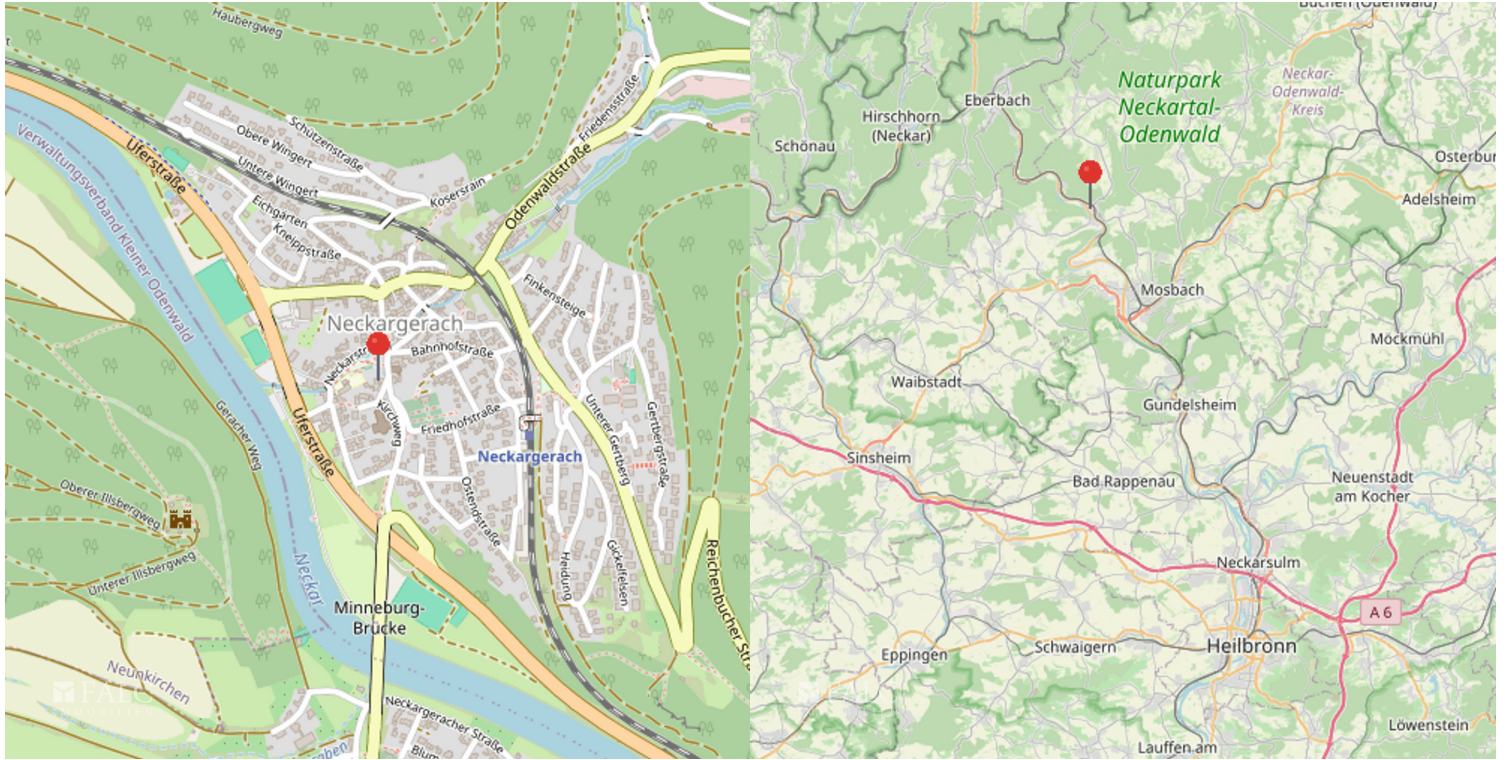 Haubergweg
Schützenstraße
Obere Wingert
Untere Wingert
Uferstraße
Eichgärten
Kneippstraße
Kosersrain
Odenwaldstraße
Friedensstraße
Verwaltungsverband Kleiner Odenwald
Finkensteige
Neckargerach
Bahnhofstraße
Kirchweg
Friedhofstraße
Uferstraße
Geracher Weg
Neckargerach
Unterer Gertberg
Gertbergstraße
Ostendstraße
Oberer Illsbergweg
Unterer Illsbergweg
Heidung
Gickelfelsen
Neckar
Minneburg-
Brücke
Neunkirchen
Neckargeracher Straße
Buchen (Odenwald)
Naturpark
Neckartal-
Odenwald
Neckar-
Odenwald-
Kreis
Eberbach
Hirschhorn
(Neckar)
Schönau
Adelsheim
Mosbach
Möckmühl
Waibstadt
Gundelsheim
Sinsheim
Bad Rappenau
Neuenstadt
am Kocher
Neckarsulm
A 6
Heilbronn
Schwaigern
Eppingen
Löwenstein
Lauffen am